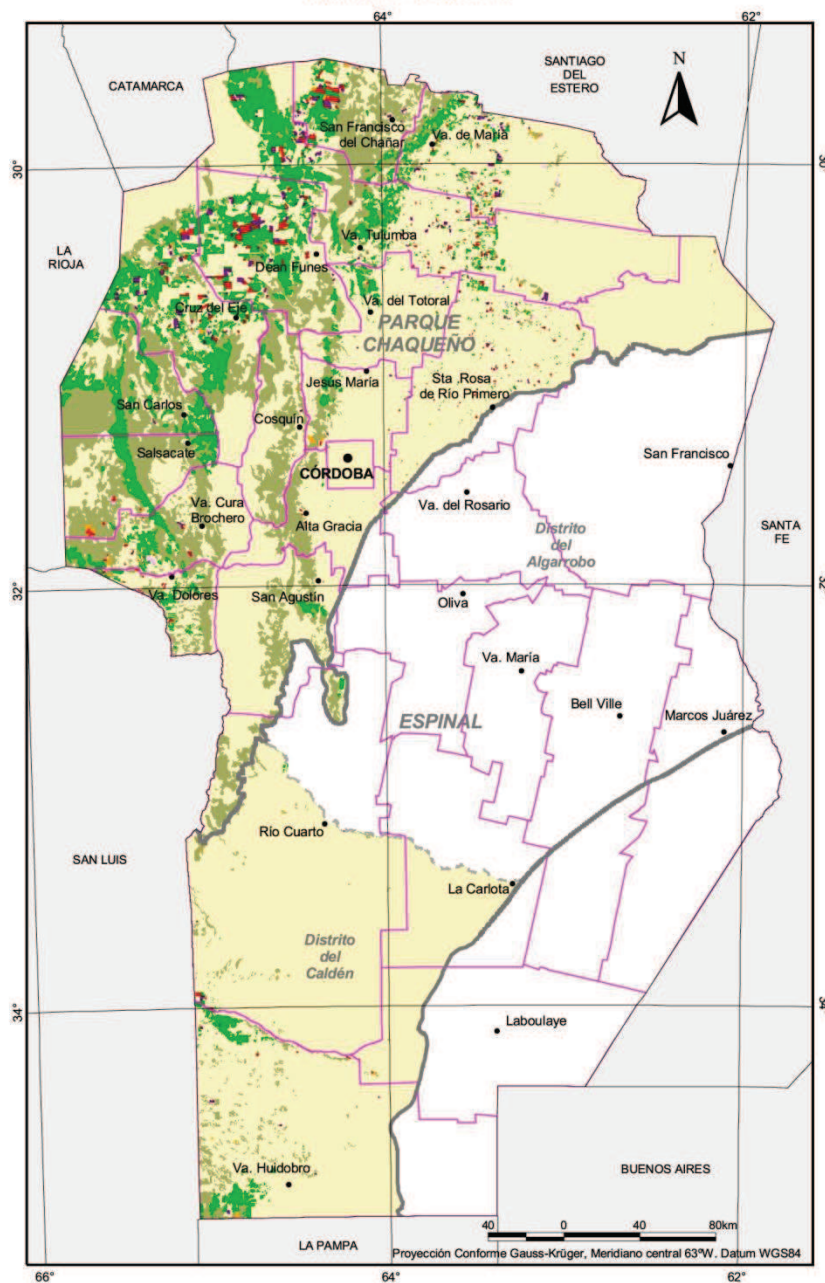 64°
62°
CATAMARCA
SANTIAGO
DEL
ESTERO
N
San Francisco
del Chañar
Va. de María
30°
30
Va. Tulumba
LA
RIOJA
Deán Funes
Va. del Totoral
Cruz del Eje
PARQUE
CHAQUEÑO
Jesús María
Sta .Rosa
de Río Primero
San Carlos
Cosquín
Salsacate
CÓRDOBA
San Francisco
Va. Cura
Brochero
Va. del Rosario
Alta Gracia
Distrito
del
Algarrobo
SANTA
FE
32°
32
Va. Dolores
San Agustín
Oliva
Va. María
Bell Ville
ESPINAL
Marcos Juárez
Río Cuarto
SAN LUIS
La Carlota
Distrito
del
Caldén
34°
34
Laboulaye
Va. Huidobro
BUENOS AIRES
40 0 40 80km
LA PAMPA
Proyección Conforme Gauss-Krüger, Meridiano central 63ºW. Datum WGS84
66°
64°
62°